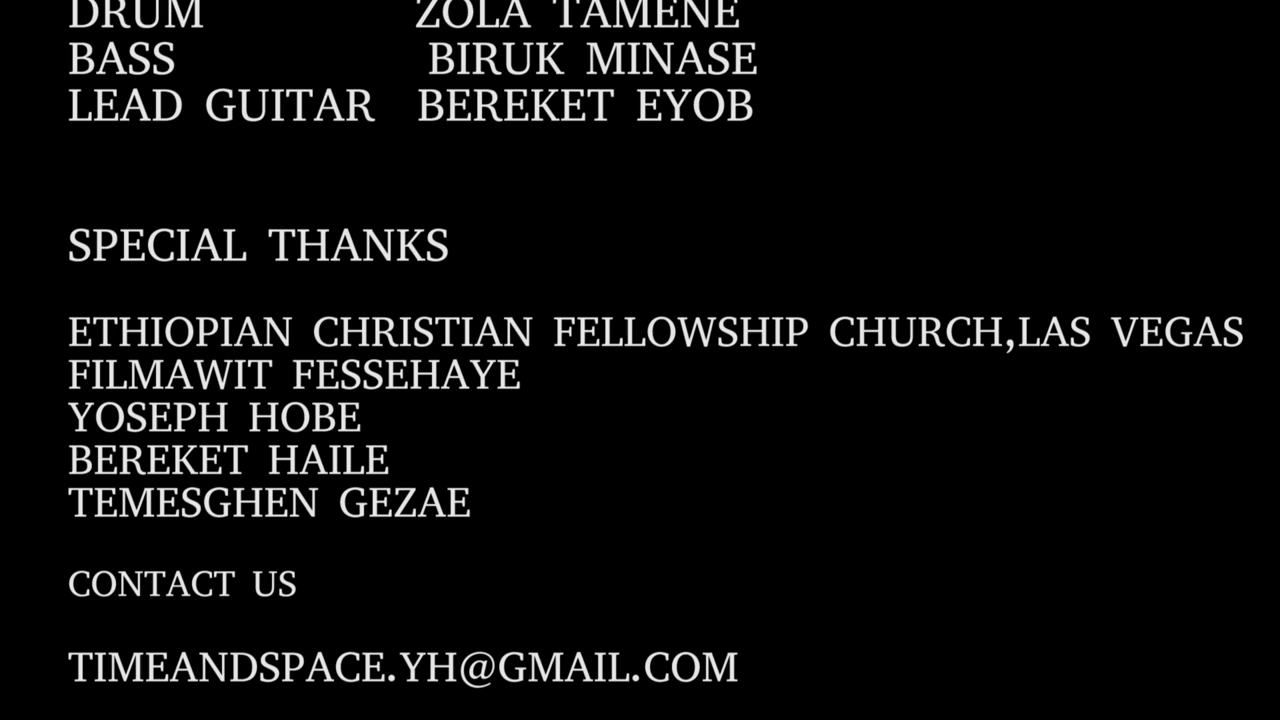 DRUM ZOLA TAMENE
BASS BIRUK MINASE
LEAD GUITAR BEREKET EYOB
SPECIAL THANKS
ETHIOPIAN CHRISTIAN FELLOWSHIP CHURCH,LAS VEGAS
FILMAWIT FESSEHAYE
YOSEPH HOBE
BEREKET HAILE
TEMESGHEN GEZAE
CONTACT US
TIMEANDSPACE.YH@GMAIL.COM